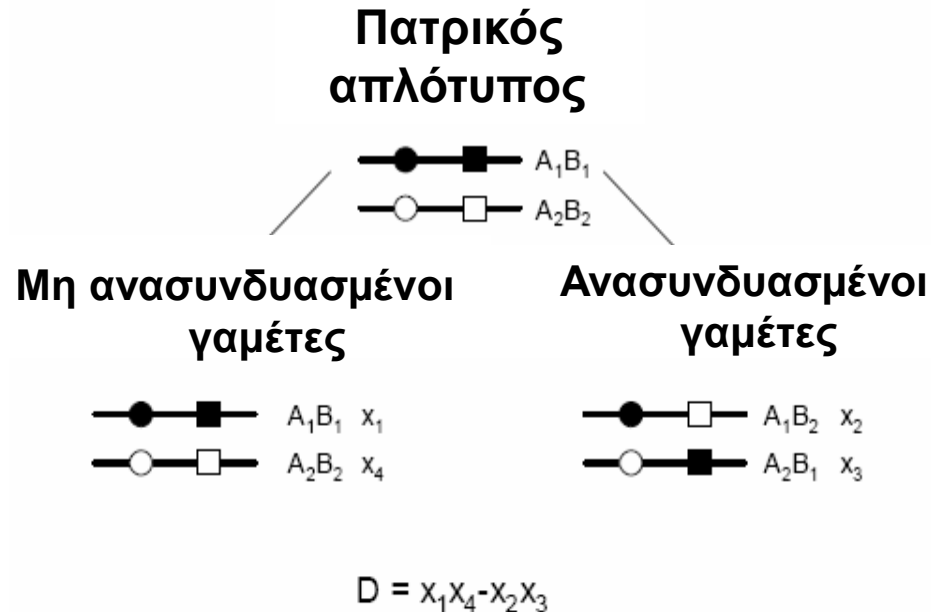 Πατρικός
απλότυπος
A₁B₁
A₂B₂
Μη ανασυνδυασμένοι
γαμέτες
A₁B₁ x₁
A₂B₂ x₄
Ανασυνδυασμένοι
γαμέτες
A₁B₂ x₂
A₂B₁ x₃
D = x₁x₄-x₂x₃